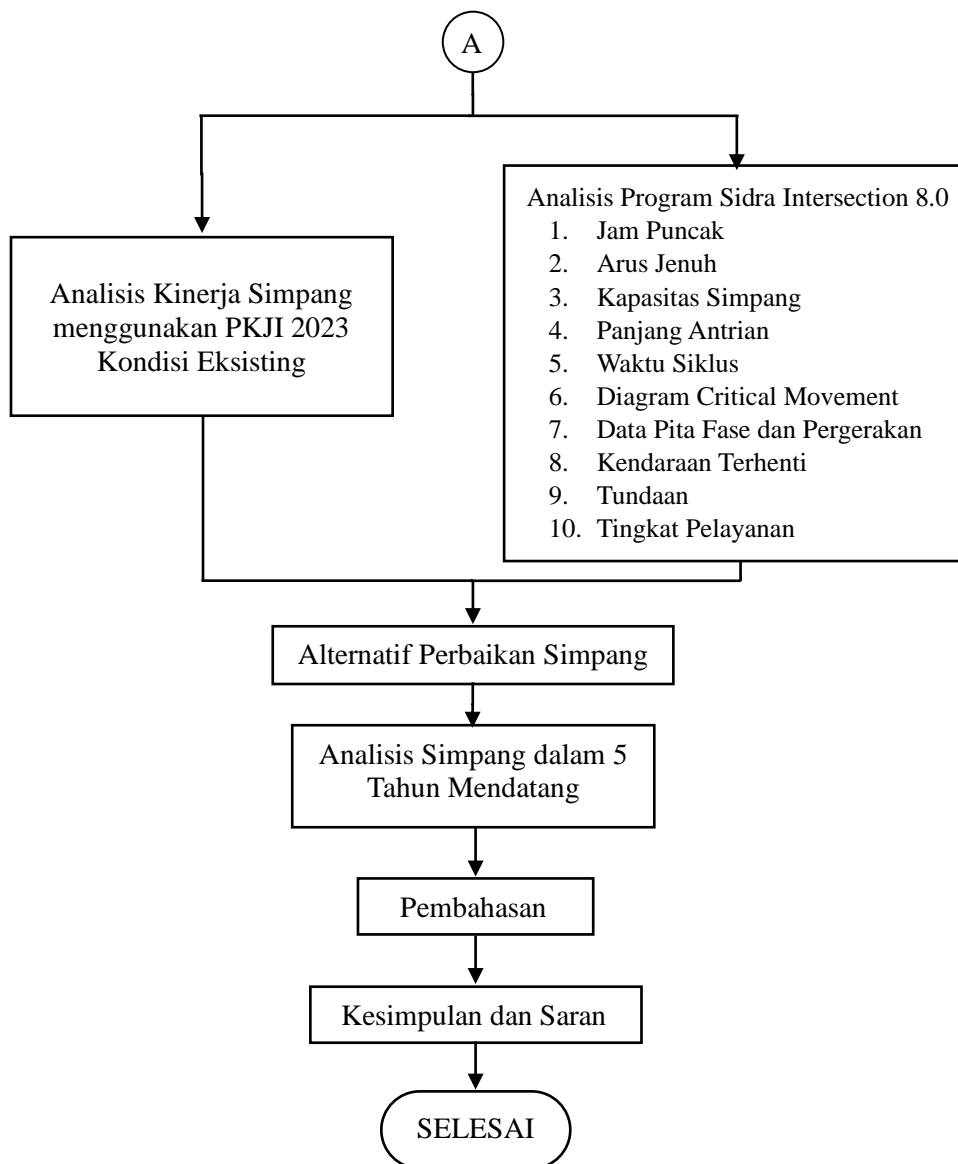 A
Analisis Kinerja Simpang
menggunakan PKJI 2023
Kondisi Eksisting
Analisis Program Sidra Intersection 8.0
1. Jam Puncak
2. Arus Jenuh
3. Kapasitas Simpang
4. Panjang Antrian
5. Waktu Siklus
6. Diagram Critical Movement
7. Data Pita Fase dan Pergerakan
8. Kendaraan Terhenti
9. Tundaan
10. Tingkat Pelayanan
Alternatif Perbaikan Simpang
Analisis Simpang dalam 5
Tahun Mendatang
Pembahasan
Kesimpulan dan Saran
SELESAI